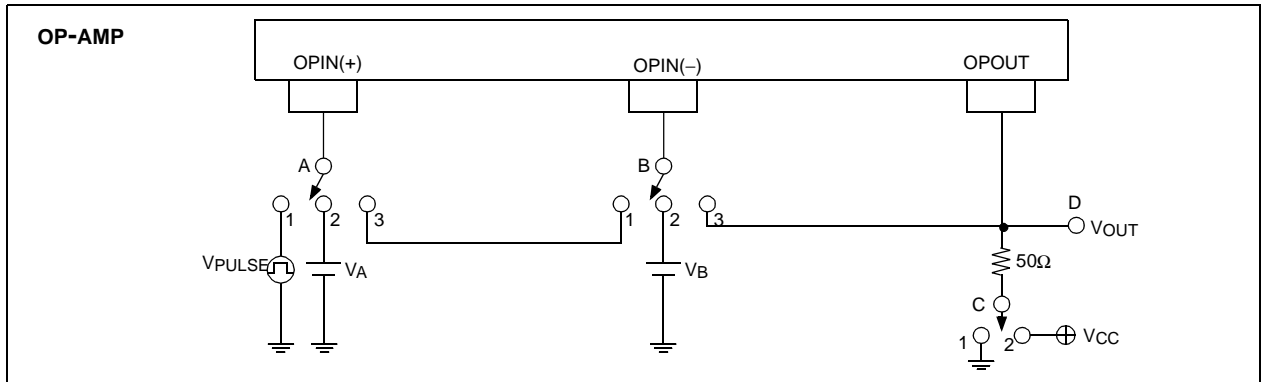 OP-AMP
OPIN(+)
OPIN(−)
OPOUT
A
B
1
2
3
1
2
3
D
VOUT
VPULSE
VA
VB
50Ω
C
1
2
VCC